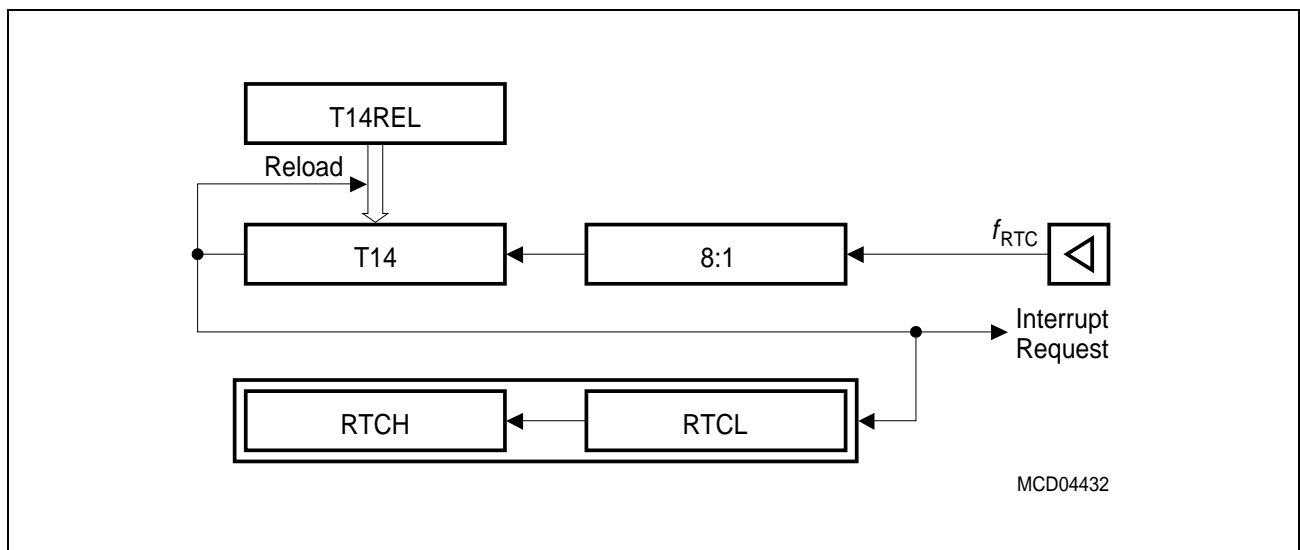 T14REL
Reload
T14
8:1
fRTC
Interrupt
Request
RTCH
RTCL
MCD04432